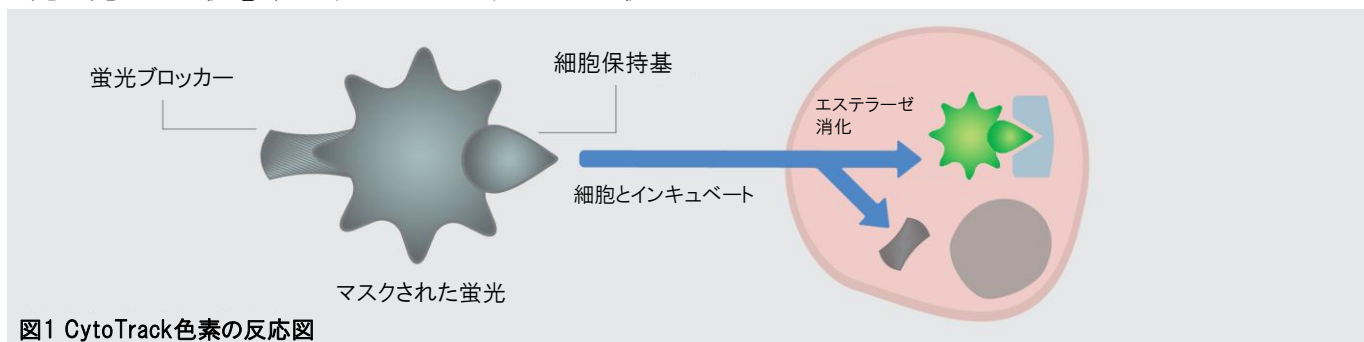 蛍光ブロッカー
細胞保持基
エステラーゼ
消化
細胞とインキュベート
マスクされた蛍光
図1 CytoTrack色素の反応図